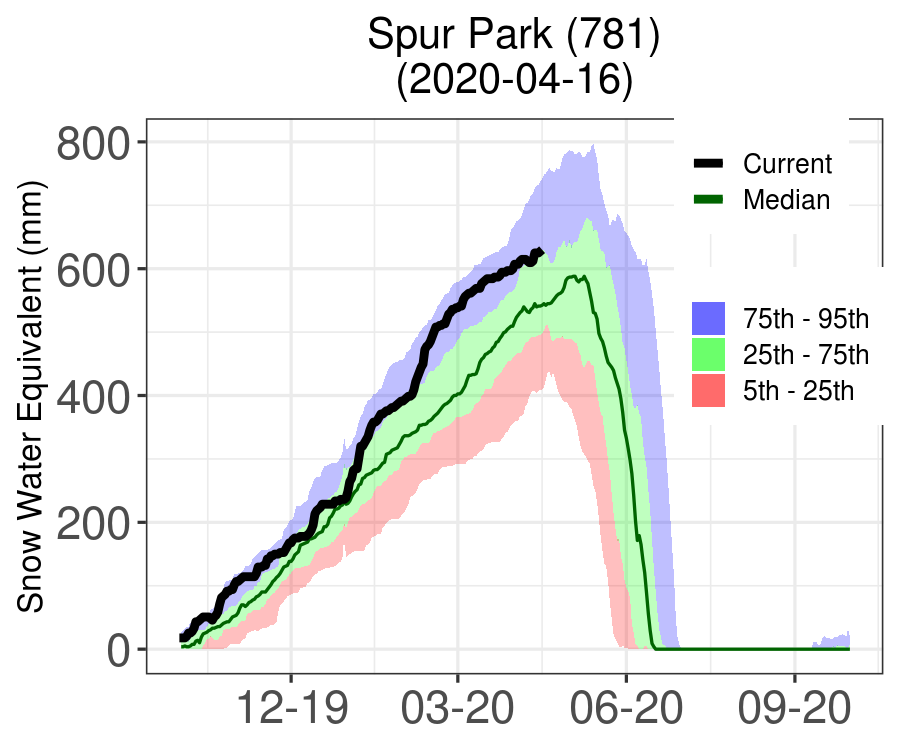 Spur Park (781)
(2020-04-16)
Snow Water Equivalent (mm)
800
600
400
200
0
12-19
03-20
06-20
09-20
Current
Median
75th - 95th
25th - 75th
5th - 25th